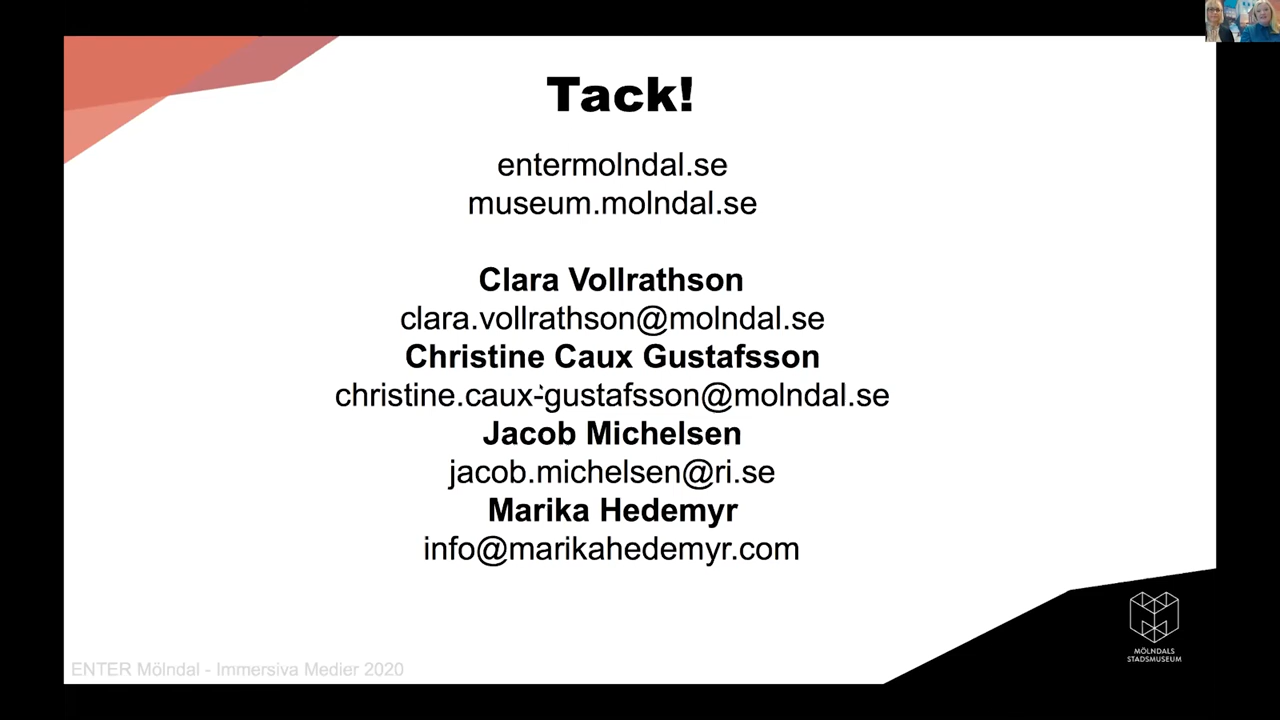 Tack!
entermolndal.se
museum.molndal.se
Clara Vollrathson
clara.vollrathson@molndal.se
Christine Caux Gustafsson
christine.caux-gustafsson@molndal.se
Jacob Michelsen
jacob.michelsen@ri.se
Marika Hedemyr
info@marikahedemyr.com
MÖLNDALS
STADSMUSEUM
ENTER Mölndal - Immersiva Medier 2020